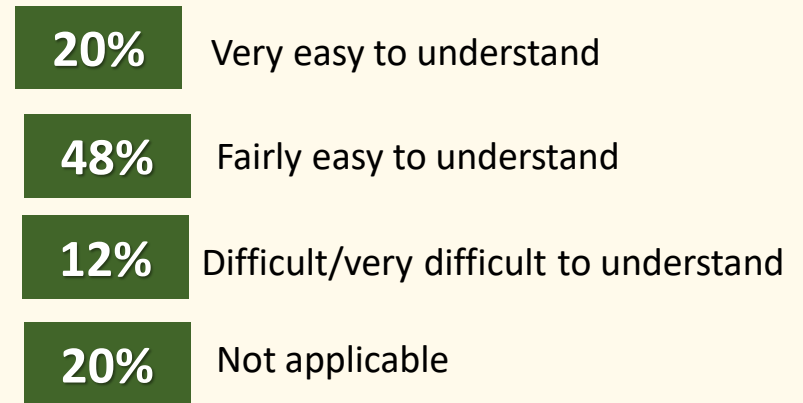 20% Very easy to understand
48% Fairly easy to understand
12% Difficult/very difficult to understand
20% Not applicable